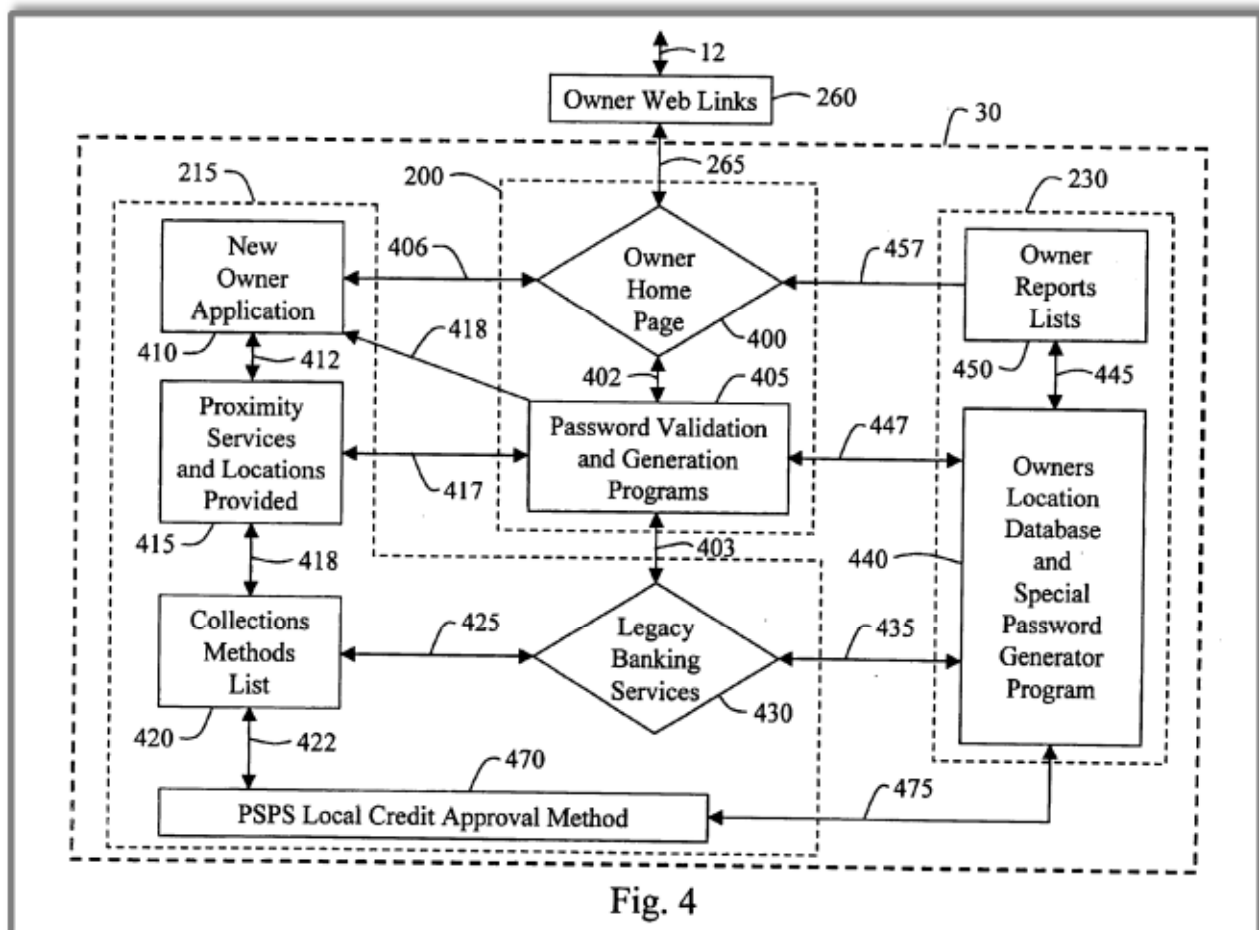 12
Owner Web Links
260
30
265
215
200
230
New
Owner
Application
406
Owner
Home
Page
457
Owner
Reports
Lists
410
412
418
400
402
405
450
445
Proximity
Services
and Locations
Provided
417
Password Validation
and Generation
Programs
447
Owners
Location
Database
and
Special
Password
Generator
Program
415
418
403
440
Collections
Methods
List
425
Legacy
Banking
Services
435
420
422
430
470
PSPS Local Credit Approval Method
475
Fig. 4